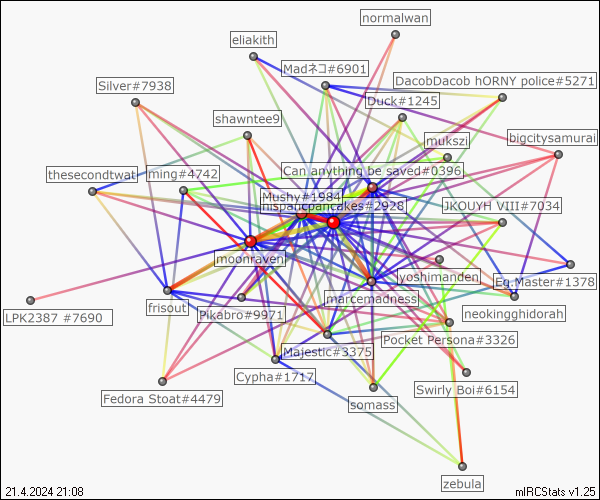 normalwan
eliakith
Madネコ#6901
DacobDacob hORNY police#5271
Silver#7938
Duck#1245
shawntee9
mukszi
bigcitysamurai
thesecondtwat
ming#4742
Can anything be saved#0396
Mushy#1984
hispanicpancakes#2928
JKOUYH VIII#7034
moonraven
yoshimanden
Eg.Master#1378
marcemadness
frisout
Pikabro#9971
neokingghidorah
LPK2387 #7690
Majestic#3375
Pocket Persona#3326
Cypha#1717
Swirly Boi#6154
Fedora Stoat#4479
somass
zebula
21.4.2024 21:08
mIRCStats v1.25